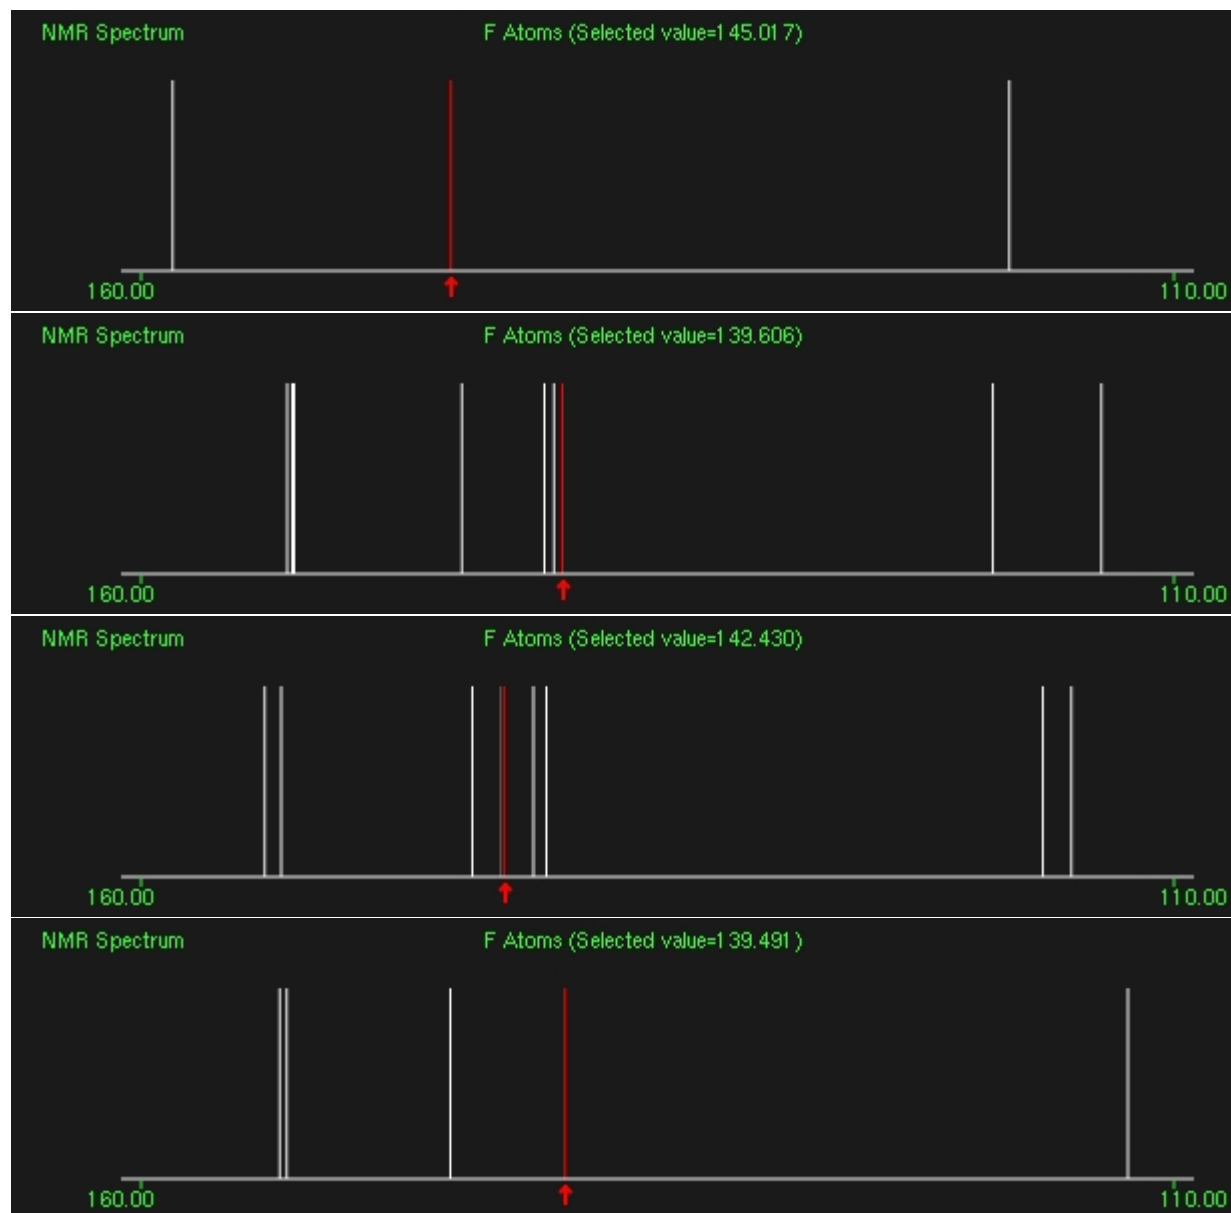 NMR Spectrum F Atoms (Selected value=145.017)
160.00 110.00
NMR Spectrum F Atoms (Selected value=139.606)
160.00 110.00
NMR Spectrum F Atoms (Selected value=142.430)
160.00 110.00
NMR Spectrum F Atoms (Selected value=139.491)
160.00 110.00